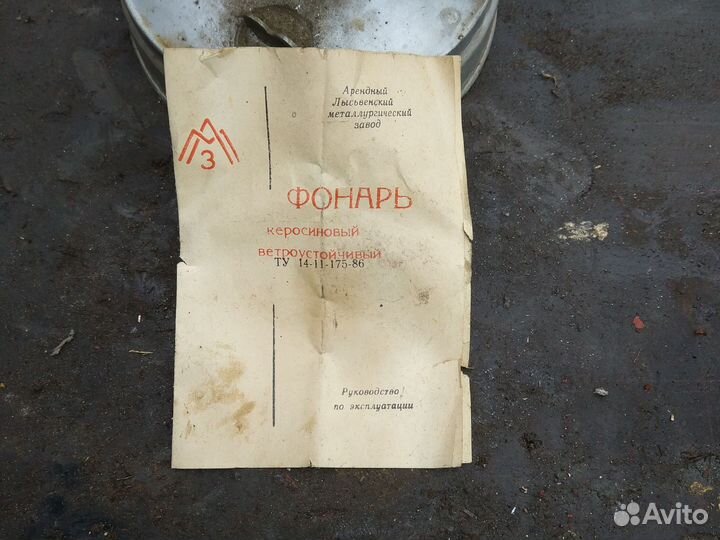 Арендный
Лысьвенский
металлургический
завод
З
ФОНАРЬ
керосиновый
ветроустойчивый
ТУ 14-11-175-86
Руководство
по эксплуатации
Avito